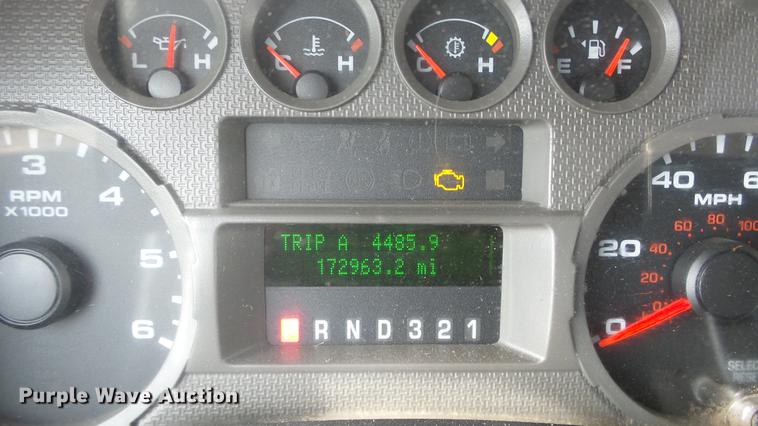 L H
C H
C H
E F
3
4
5
6
RPM
X1000
TRIP A 4485.9
172963.2 mi
R N D 3 2 1
0
20
40
MPH
40
60
80
100
SELEC
Purple Wave Auction